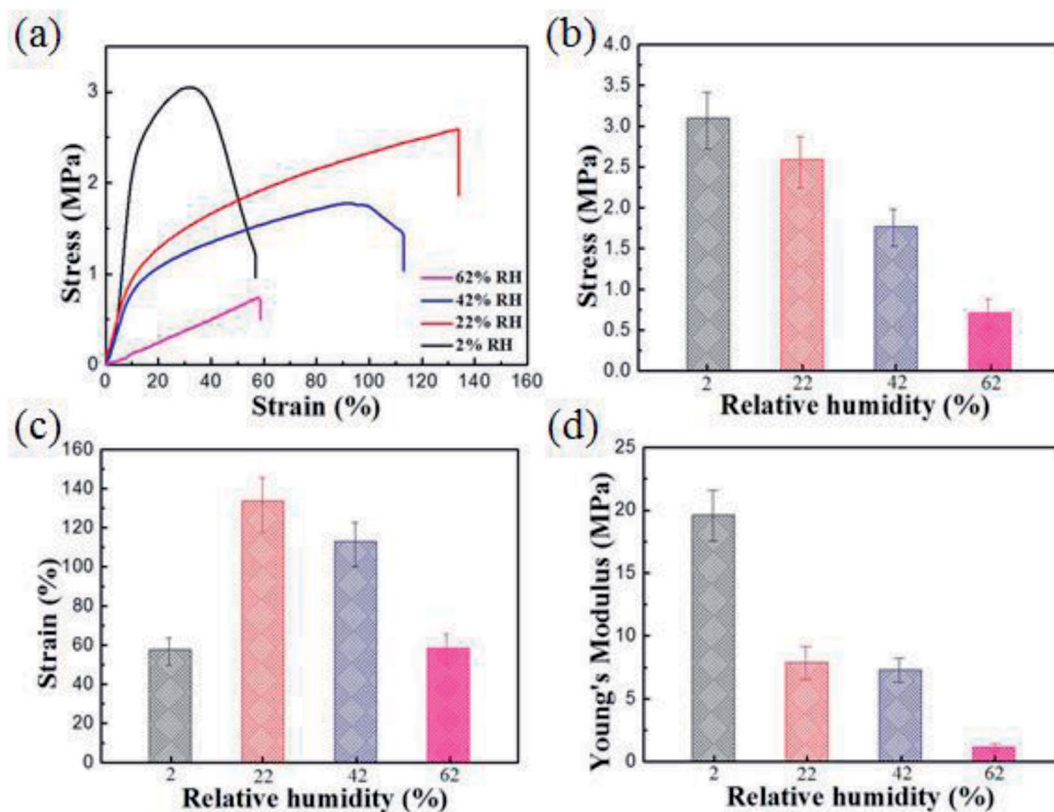 (a)
Stress (MPa)
3
2
1
0
0 20 40 60 80 100 120 140 160
Strain (%)
62% RH
42% RH
22% RH
2% RH
(b)
Stress (MPa)
4.0
3.5
3.0
2.5
2.0
1.5
1.0
0.5
0.0
2 22 42 62
Relative humidity (%)
(c)
Strain (%)
160
140
120
100
80
60
40
20
0
2 22 42 62
Relative humidity (%)
(d)
Young's Modulus (MPa)
25
20
15
10
5
0
2 22 42 62
Relative humidity (%)